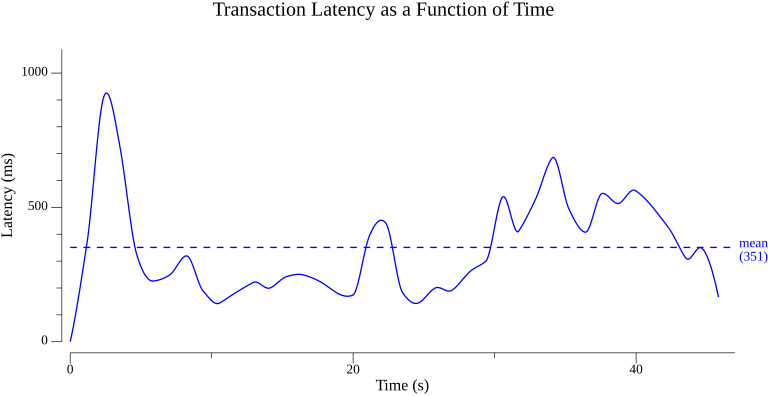 Transaction Latency as a Function of Time
1000
500
0
Latency (ms)
mean
(351)
0
20
40
Time (s)